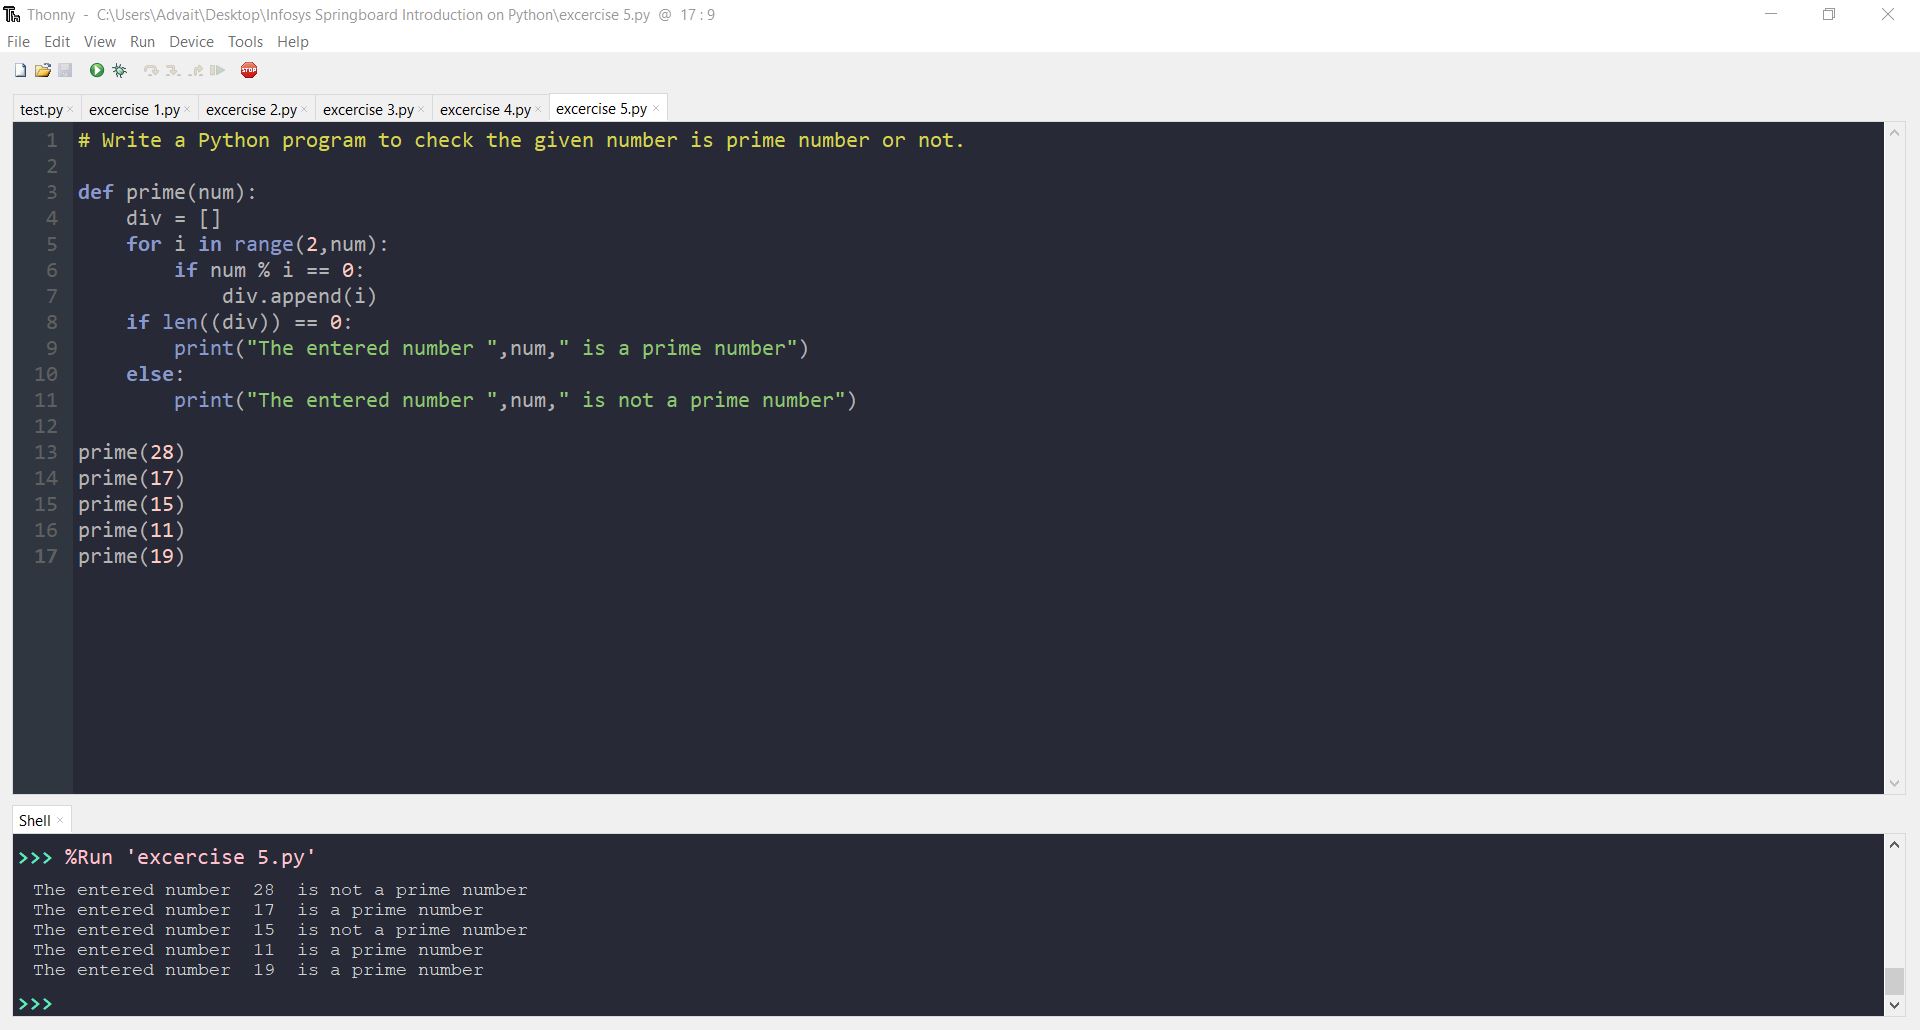 Thonny - C:\Users\Advait\Desktop\Infosys Springboard Introduction on Python\excercise 5.py @ 17 : 9
File Edit View Run Device Tools Help
STOP
test.py × excercise 1.py × excercise 2.py × excercise 3.py × excercise 4.py × excercise 5.py ×
1 # Write a Python program to check the given number is prime number or not.
2
3 def prime(num):
4     div = []
5     for i in range(2,num):
6         if num % i == 0:
7             div.append(i)
8     if len((div)) == 0:
9         print("The entered number ",num," is a prime number")
10     else:
11         print("The entered number ",num," is not a prime number")
12
13 prime(28)
14 prime(17)
15 prime(15)
16 prime(11)
17 prime(19)
Shell ×
>>> %Run 'excercise 5.py'
The entered number  28  is not a prime number
The entered number  17  is a prime number
The entered number  15  is not a prime number
The entered number  11  is a prime number
The entered number  19  is a prime number
>>>